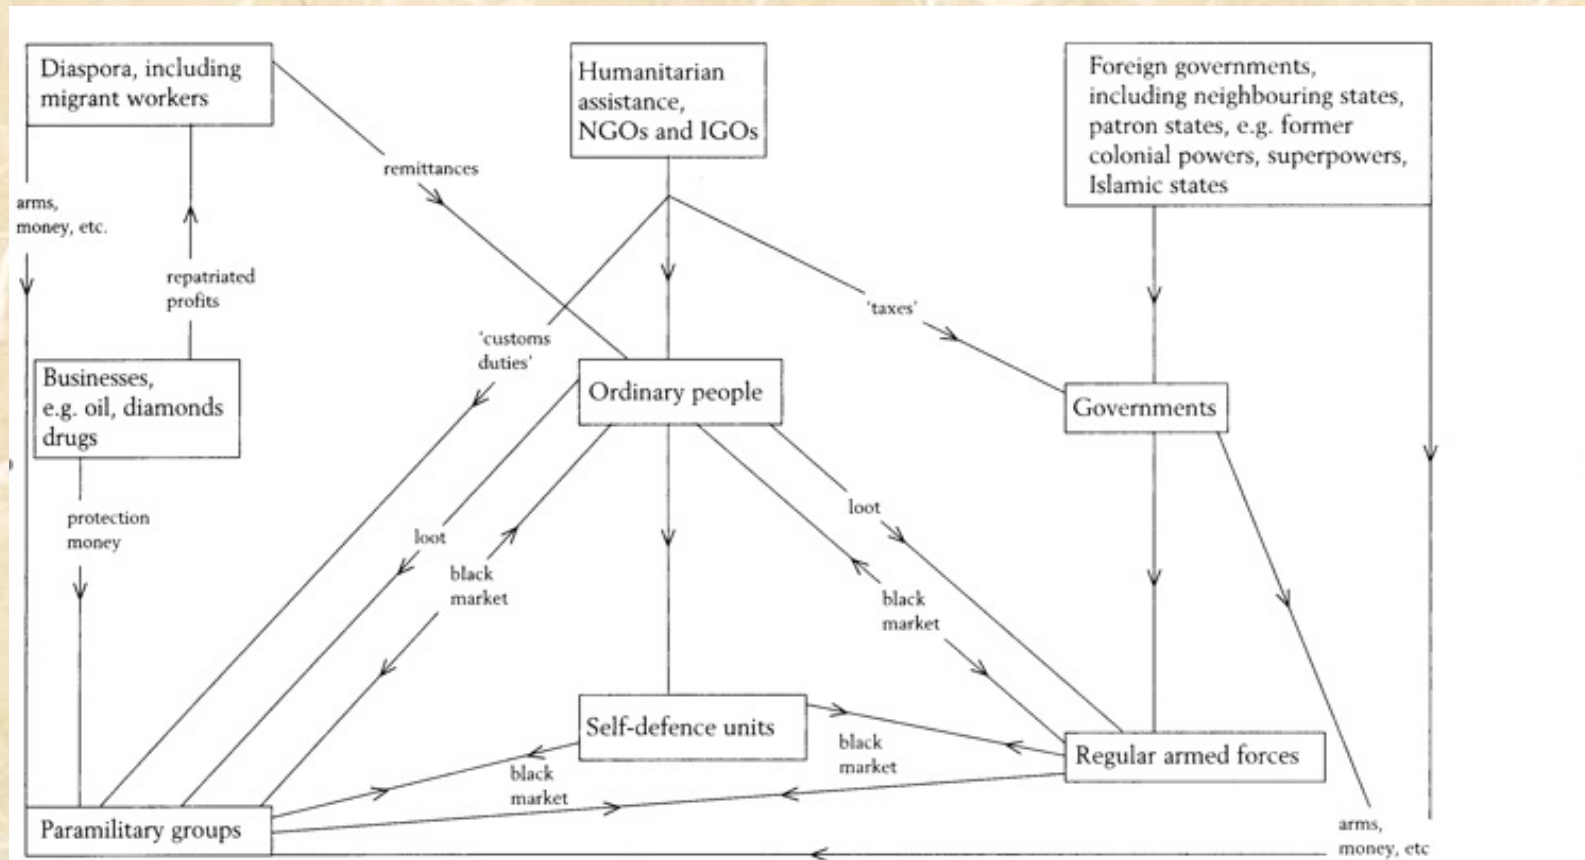 Diaspora, including
migrant workers
Humanitarian
assistance,
NGOs and IGOs
Foreign governments,
including neighbouring states,
patron states, e.g. former
colonial powers, superpowers,
Islamic states
remittances
arms,
money, etc.
repatriated
profits
'taxes'
'customs
duties'
Businesses,
e.g. oil, diamonds
drugs
Ordinary people
Governments
protection
money
loot
black
market
loot
black
market
Self-defence units
black
market
black
market
Regular armed forces
Paramilitary groups
arms,
money, etc